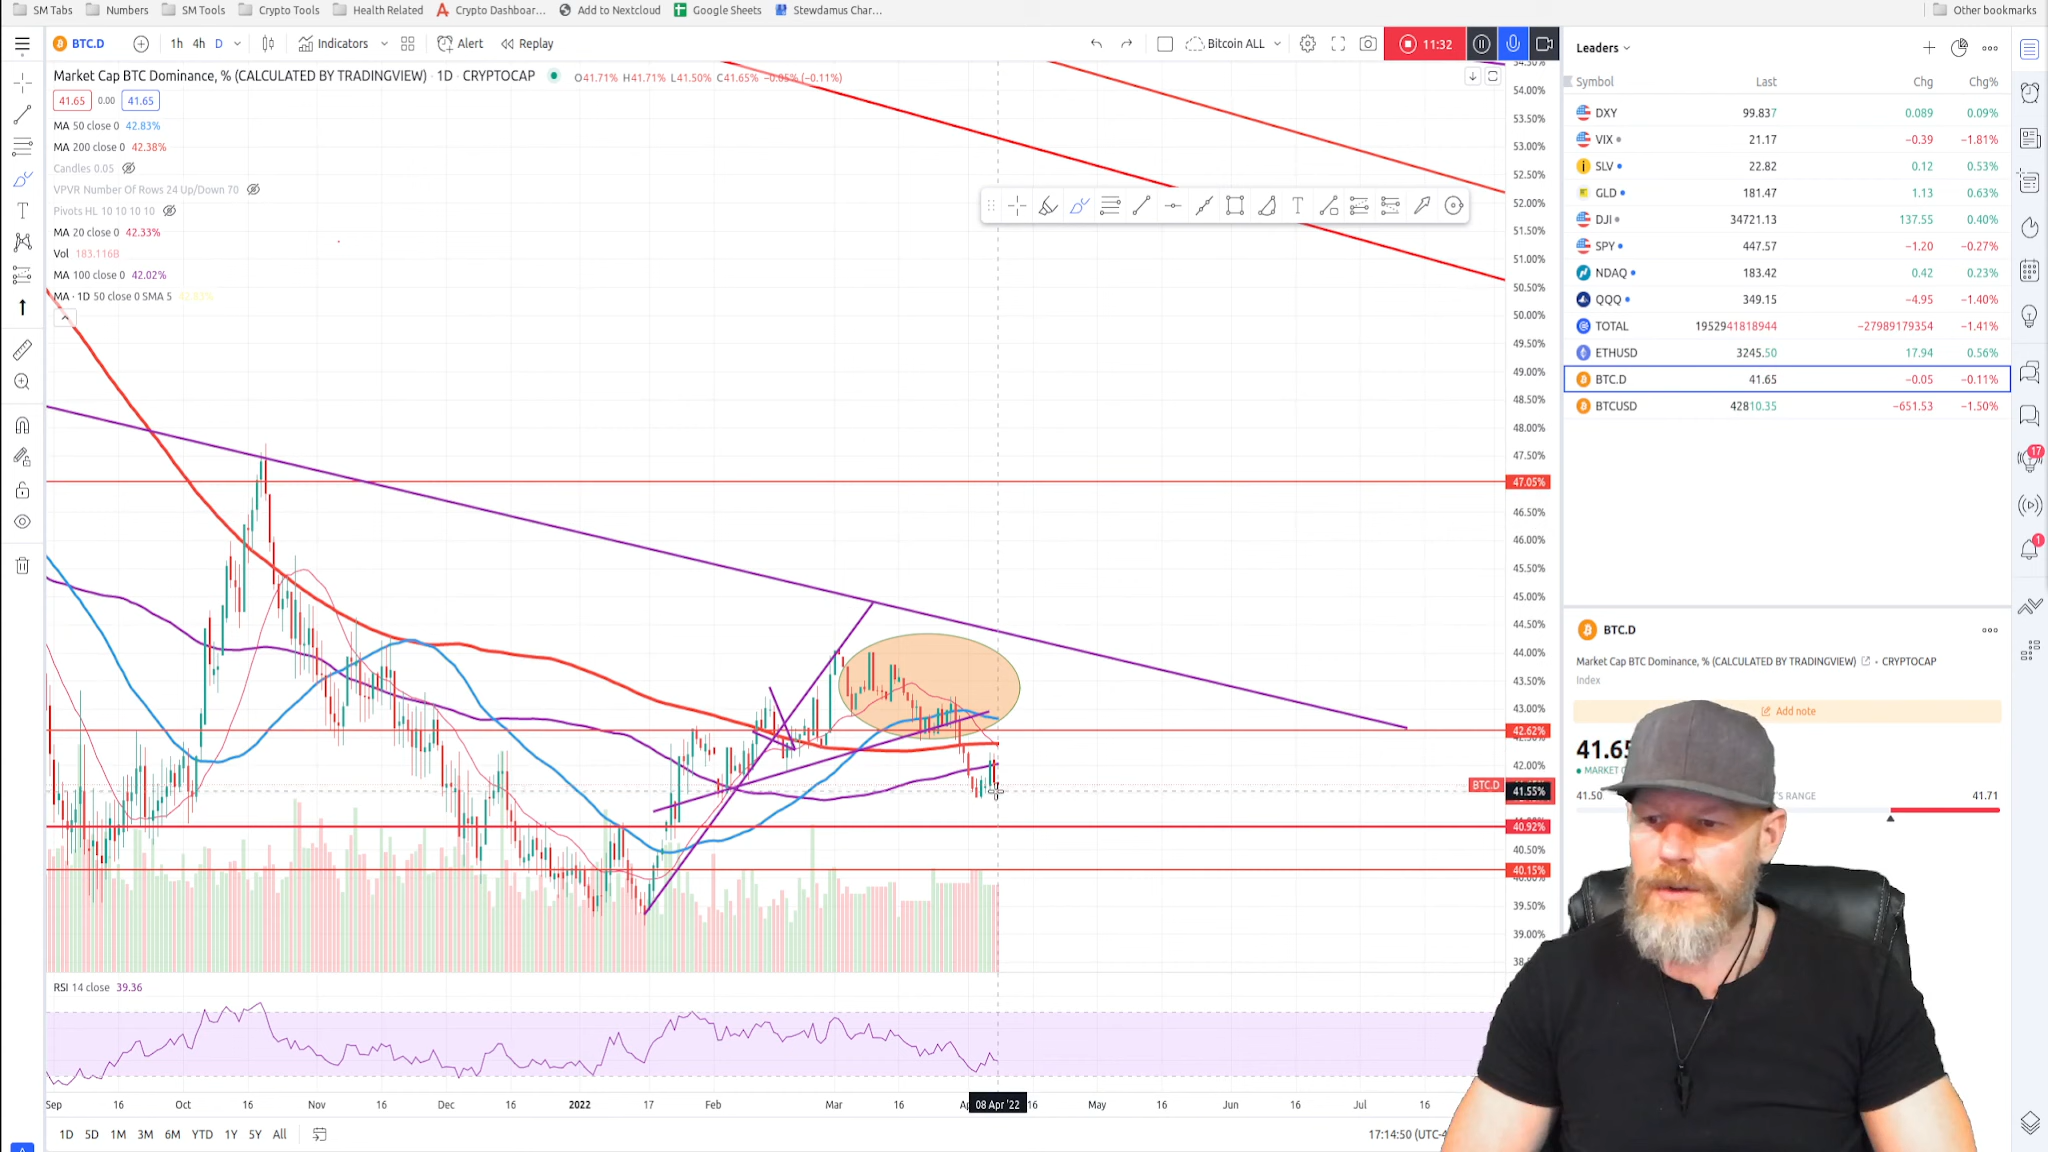 SM Tabs Numbers SM Tools Crypto Tools Health Related Crypto Dashboar... Add to Nextcloud Google Sheets Stewdamus Char... Other bookmarks
BTC.D 1h 4h D Indicators Alert Replay Bitcoin ALL 11:32 Leaders
Market Cap BTC Dominance, % (CALCULATED BY TRADINGVIEW) 1D CRYPTOCAP O41.71% H41.71% L41.50% C41.65% −0.05% (−0.11%)
41.65 0.00 41.65
MA 50 close 0 42.83%
MA 200 close 0 42.38%
Candles 0.05
VPVR Number Of Rows 24 Up/Down 70
Pivots HL 10 10 10 10
MA 20 close 0 42.33%
Vol 183.116B
MA 100 close 0 42.02%
MA · 1D 50 close 0 SMA 5
54.50%
54.00%
53.50%
53.00%
52.50%
52.00%
51.50%
51.00%
50.50%
50.00%
49.50%
49.00%
48.50%
48.00%
47.50%
47.05%
46.50%
46.00%
45.50%
45.00%
44.50%
44.00%
43.50%
43.00%
42.62%
42.00%
BTC.D
41.55%
40.92%
40.50%
40.15%
39.50%
39.00%
RSI 14 close 39.36
Sep 16 Oct 16 Nov 16 Dec 16 2022 17 Feb Mar 16 08 Apr '22 16 May 16 Jun 16 Jul 16
1D 5D 1M 3M 6M YTD 1Y 5Y All 17:14:50 (UTC-4
Symbol Last Chg Chg%
DXY 99.837 0.089 0.09%
VIX 21.17 −0.39 −1.81%
SLV 22.82 0.12 0.53%
GLD 181.47 1.13 0.63%
DJI 34721.13 137.55 0.40%
SPY 447.57 −1.20 −0.27%
NDAQ 183.42 0.42 0.23%
QQQ 349.15 −4.95 −1.40%
TOTAL 1952941818944 −27989179354 −1.41%
ETHUSD 3245.50 17.94 0.56%
BTC.D 41.65 −0.05 −0.11%
BTCUSD 42810.35 −651.53 −1.50%
17
1
BTC.D
Market Cap BTC Dominance, % (CALCULATED BY TRADINGVIEW) • CRYPTOCAP
Index
Add note
41.65
MARKET
41.50 RANGE 41.71